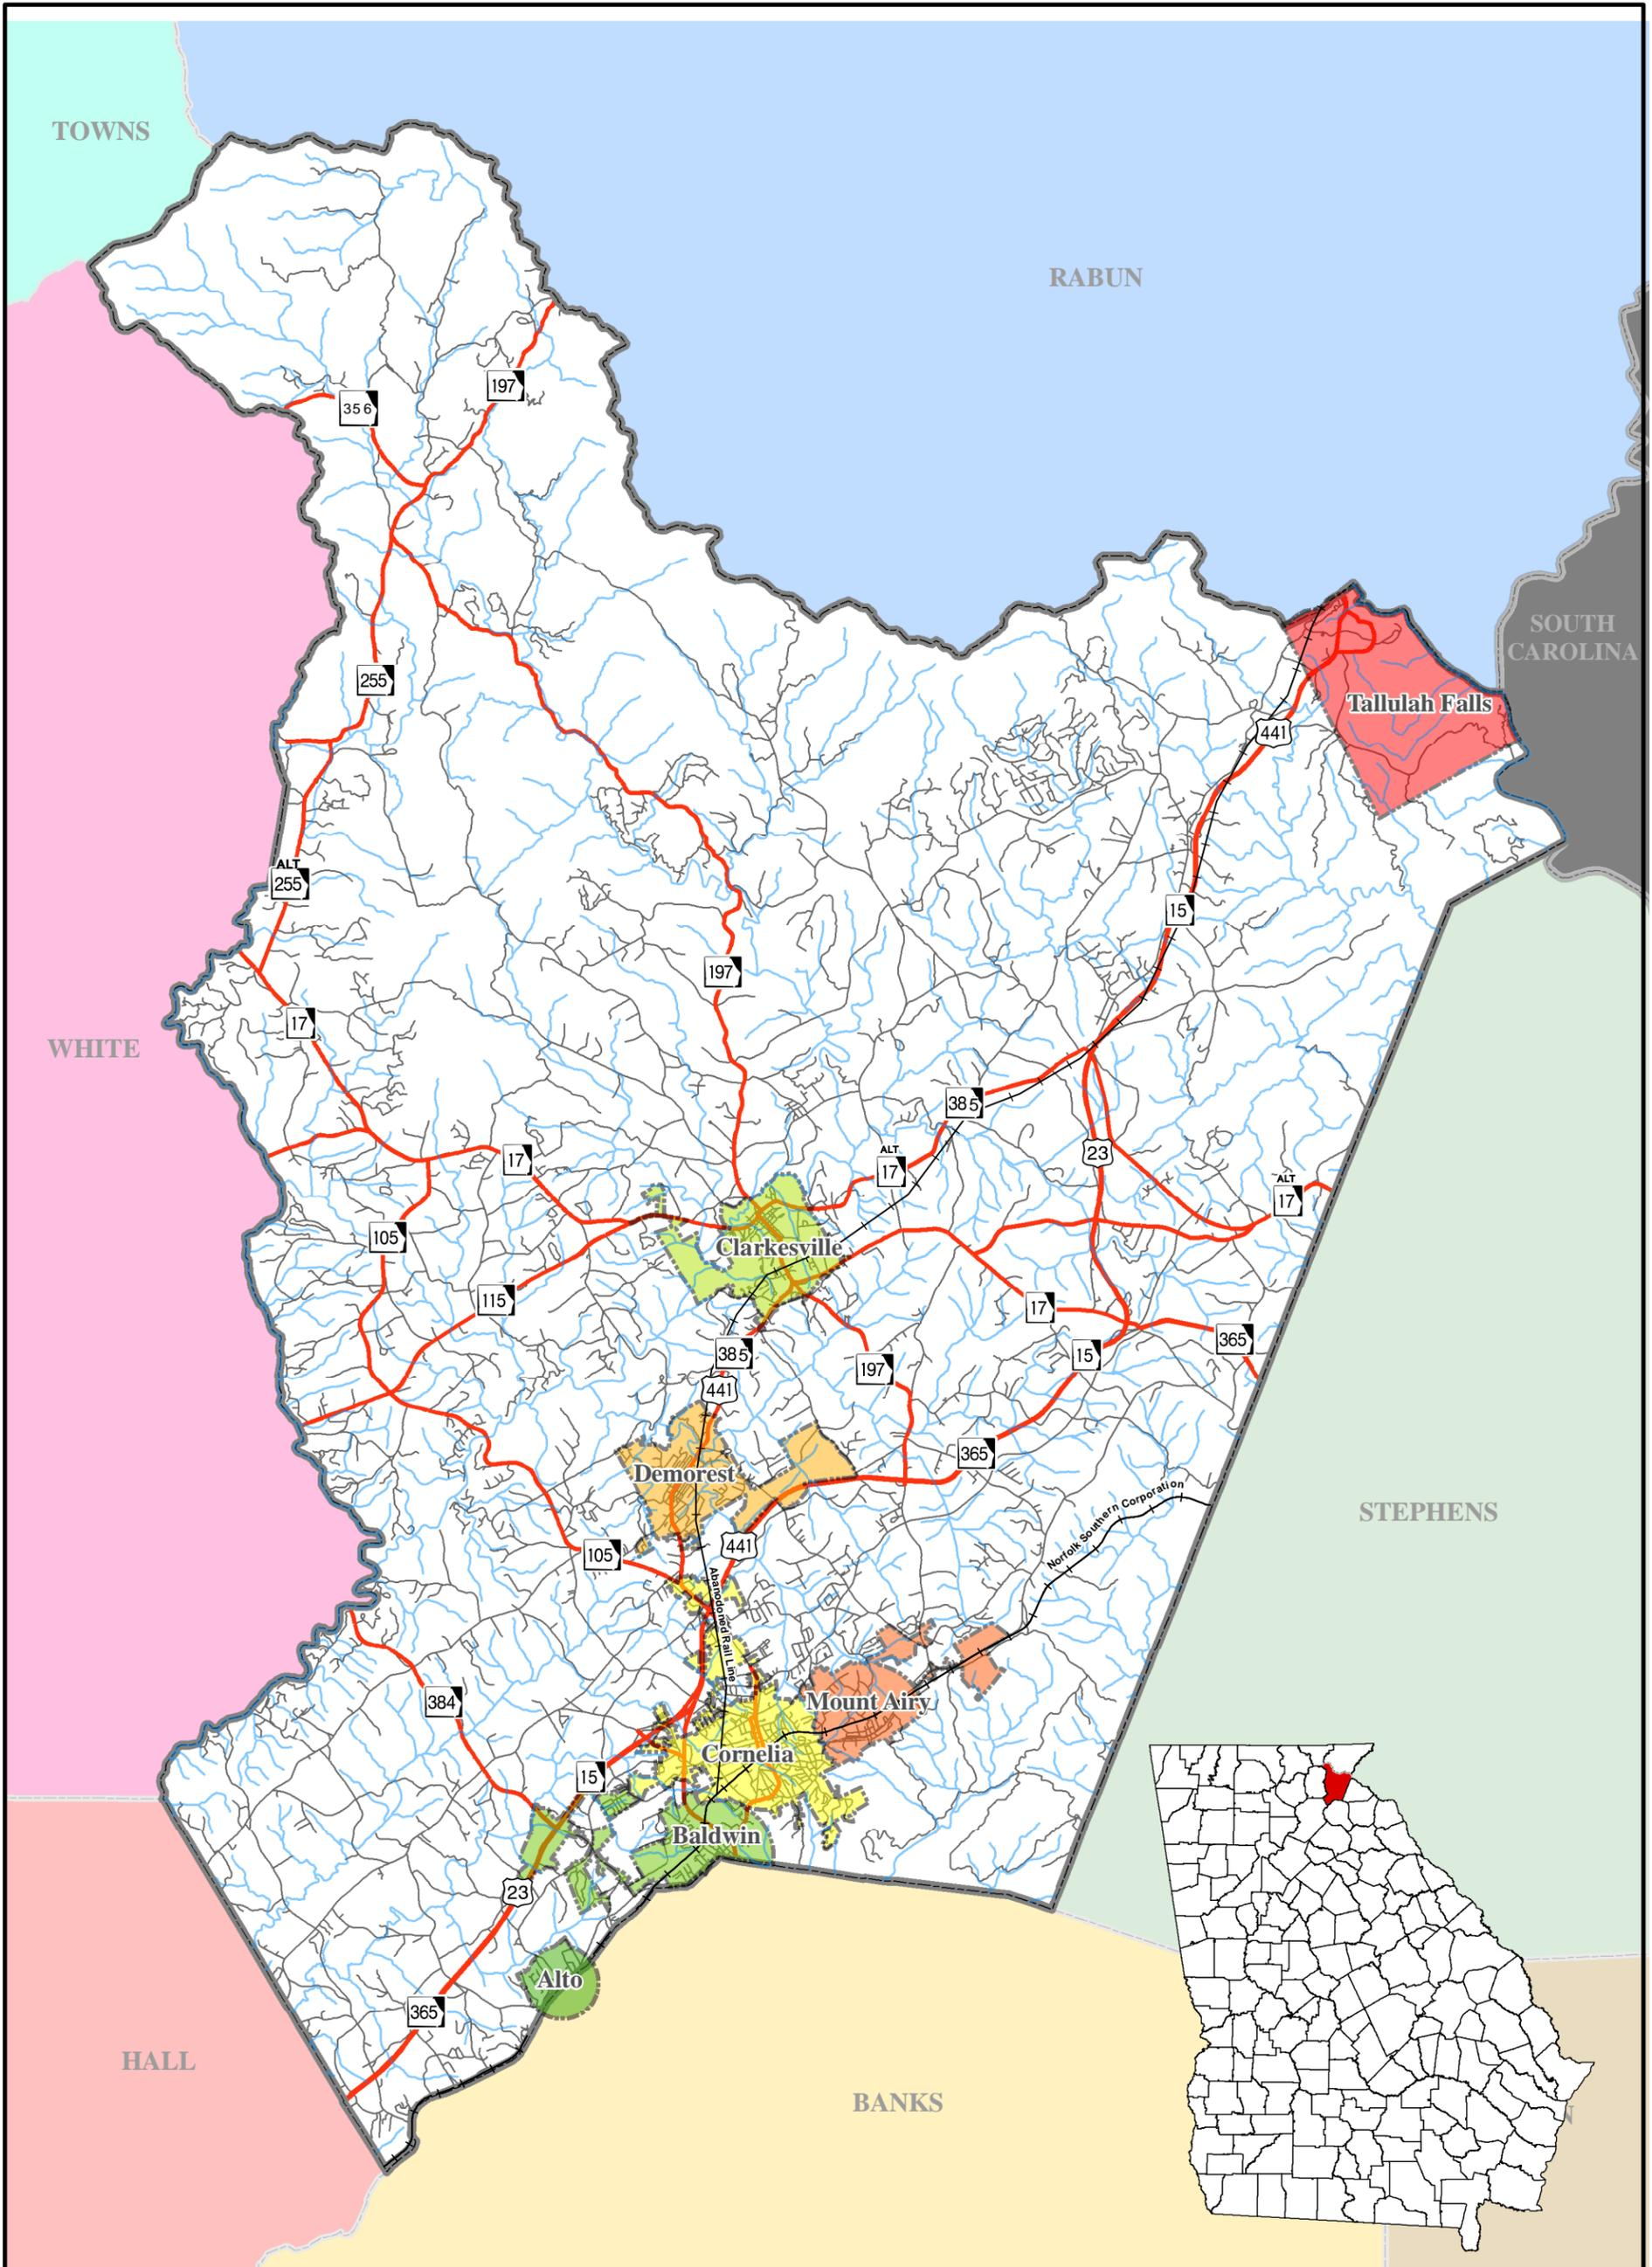 TOWNS
RABUN
197
356
SOUTH
CAROLINA
255
Tallulah Falls
441
ALT
255
15
197
17
WHITE
385
23
17
ALT
17
ALT
17
105
Clarkesville
115
17
365
385
15
197
441
365
Demorest
Norfolk Southern Corporation
STEPHENS
441
105
Abanodoned Rail Line
384
Mount Airy
Cornelia
15
Baldwin
23
Alto
365
HALL
BANKS